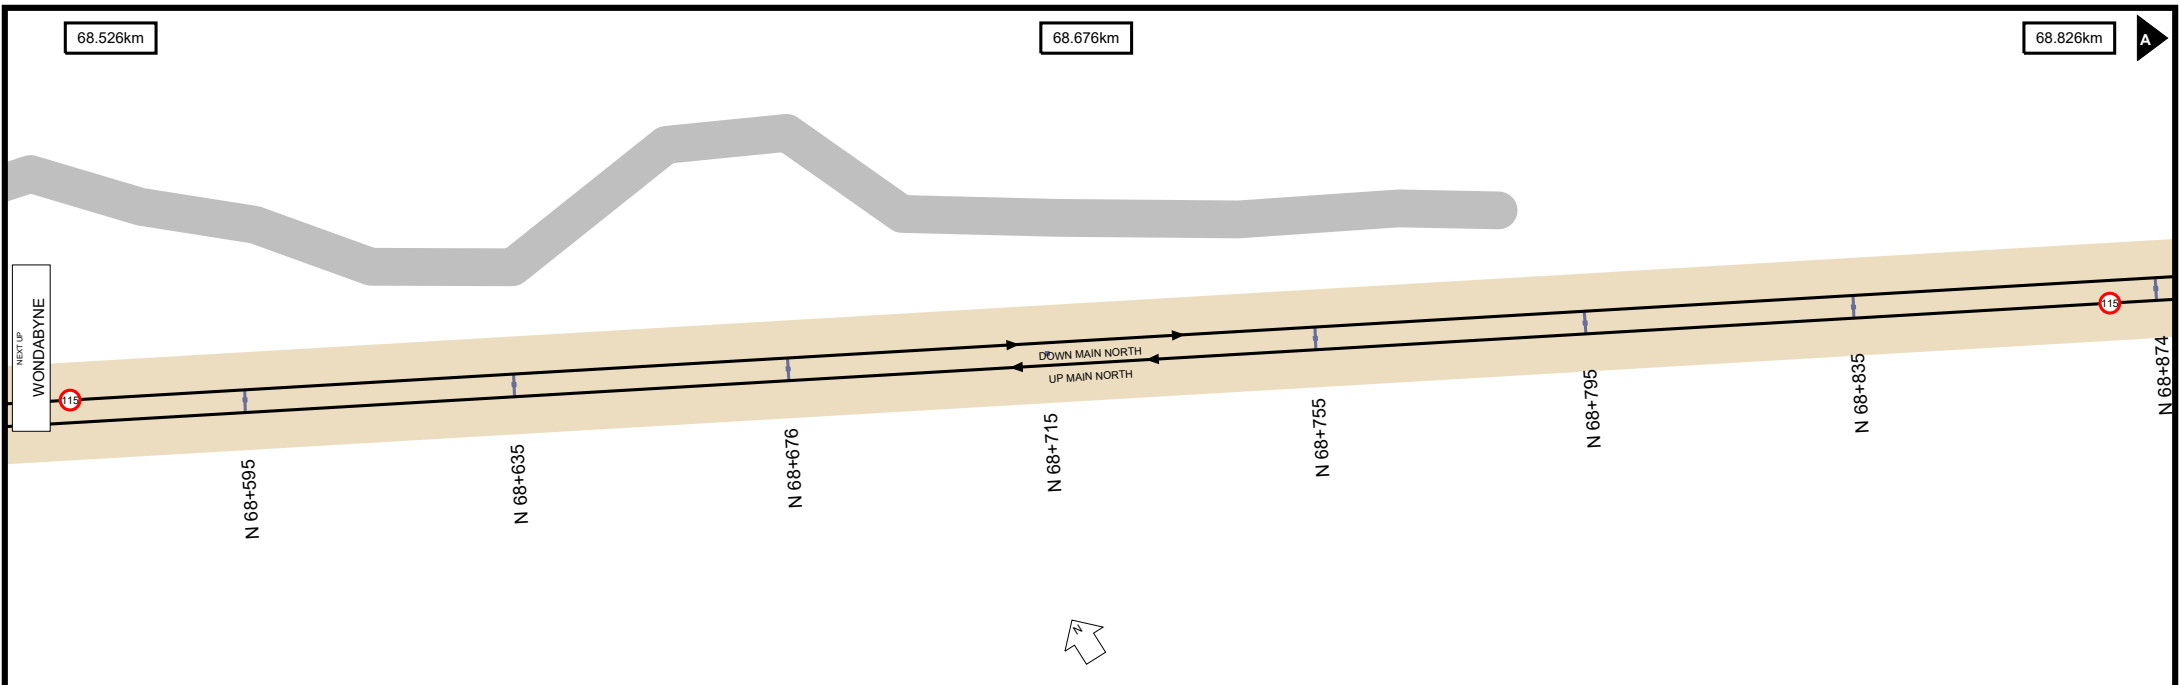 68.526km
68.676km
68.826km
A
NEXT UP
WONDABYNE
115
115
DOWN MAIN NORTH
UP MAIN NORTH
N 68+595
N 68+635
N 68+676
N 68+715
N 68+755
N 68+795
N 68+835
N 68+874
N